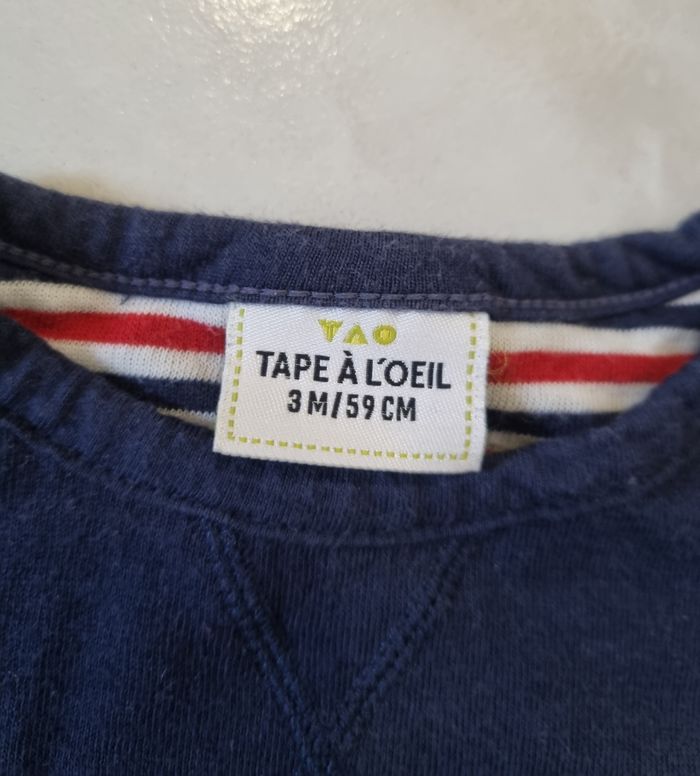 TAO
TAPE À L'OEIL
3 M/59 CM